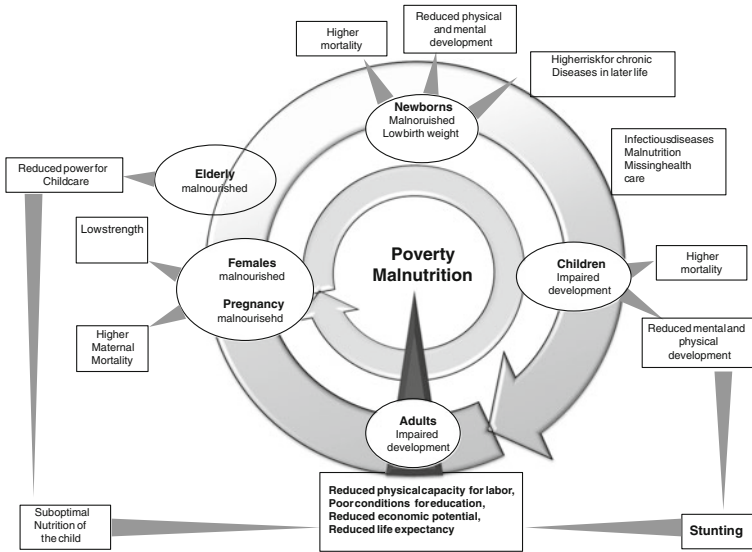 Higher
mortality
Reduced physical
and mental
development
Higherriskfor chronic
Diseases in later life
Newborns
Malnoruished
Lowbirth weight
Infectiousdiseases
Malnutrition
Missinghealth
care
Reduced power for
Childcare
Elderly
malnourished
Lowstrength
Females
malnourished
Pregnancy
malnourisehd
Poverty
Malnutrition
Children
Impaired
development
Higher
mortality
Higher
Maternal
Mortality
Reduced mental and
physical
development
Adults
Impaired
development
Reduced physical capacity for labor,
Poor conditions for education,
Reduced economic potential,
Reduced life expectancy
Suboptimal
Nutrition of
the child
Stunting